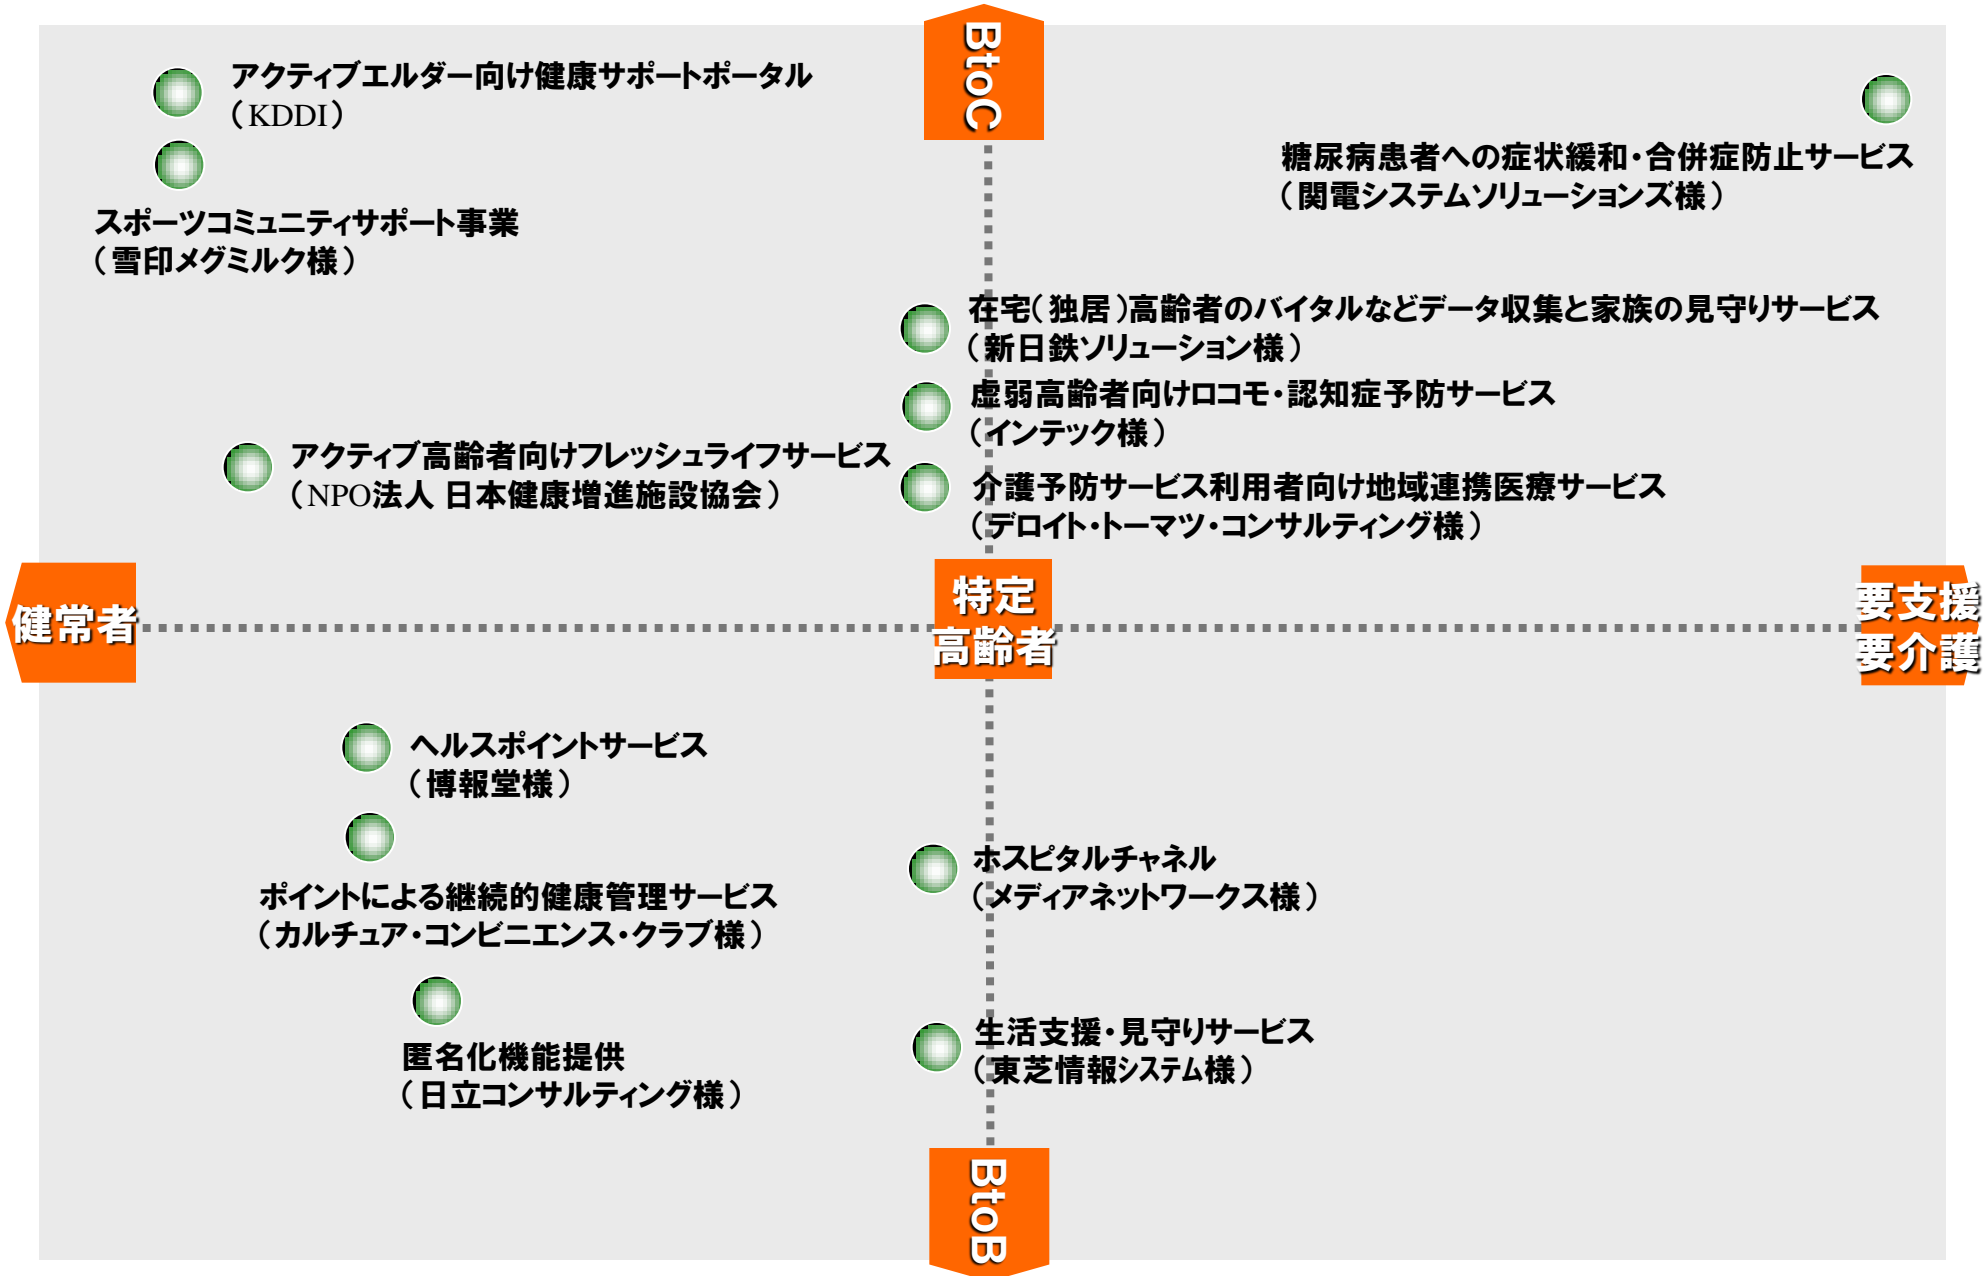 BtoC
アクティブエルダー向け健康サポートポータル
（KDDI）
スポーツコミュニティサポート事業
（雪印メグミルク様）
糖尿病患者への症状緩和・合併症防止サービス
（関電システムソリューションズ様）
在宅（独居）高齢者のバイタルなどデータ収集と家族の見守りサービス
（新日鉄ソリューション様）
虚弱高齢者向けロコモ・認知症予防サービス
（インテック様）
アクティブ高齢者向けフレッシュライフサービス
（NPO法人 日本健康増進施設協会）
介護予防サービス利用者向け地域連携医療サービス
（デロイト・トーマツ・コンサルティング様）
健常者
特定
高齢者
要支援
要介護
ヘルスポイントサービス
（博報堂様）
ポイントによる継続的健康管理サービス
（カルチュア・コンビニエンス・クラブ様）
ホスピタルチャネル
（メディアネットワークス様）
匿名化機能提供
（日立コンサルティング様）
生活支援・見守りサービス
（東芝情報システム様）
BtoB